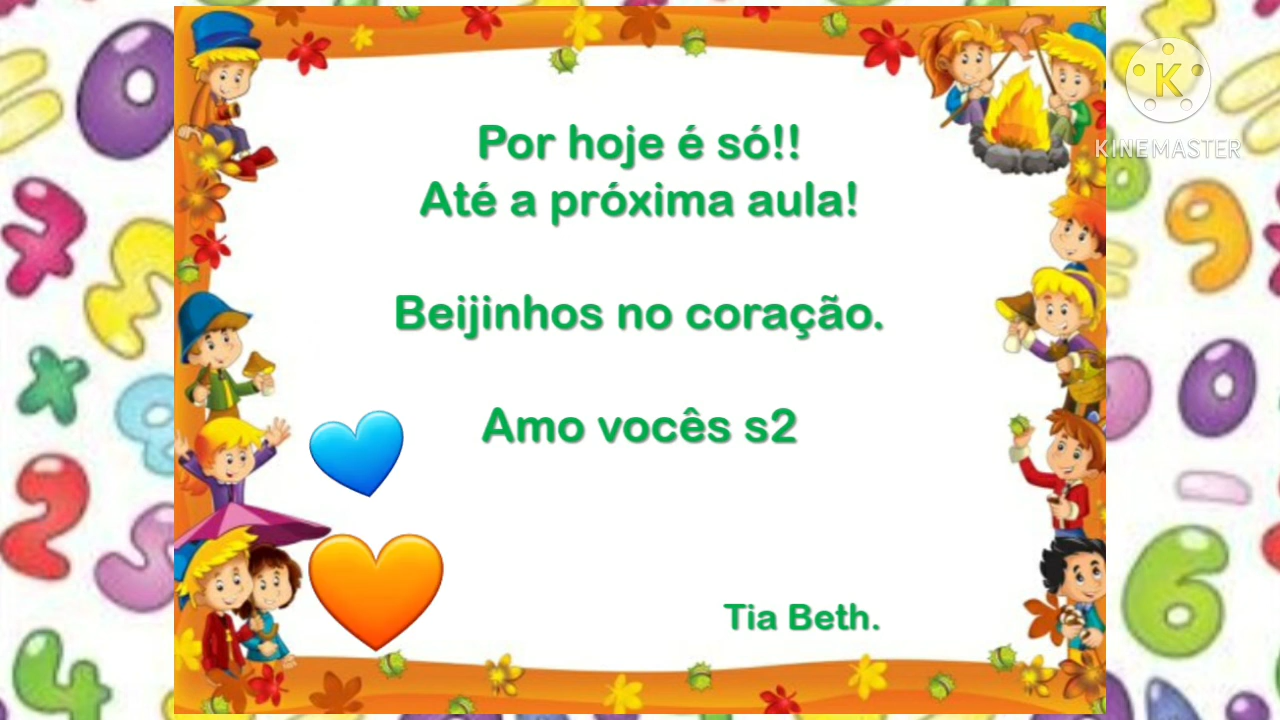 Por hoje é só!!
Até a próxima aula!
Beijinhos no coração.
Amo vocês s2
Tia Beth.
K
KINEMASTER